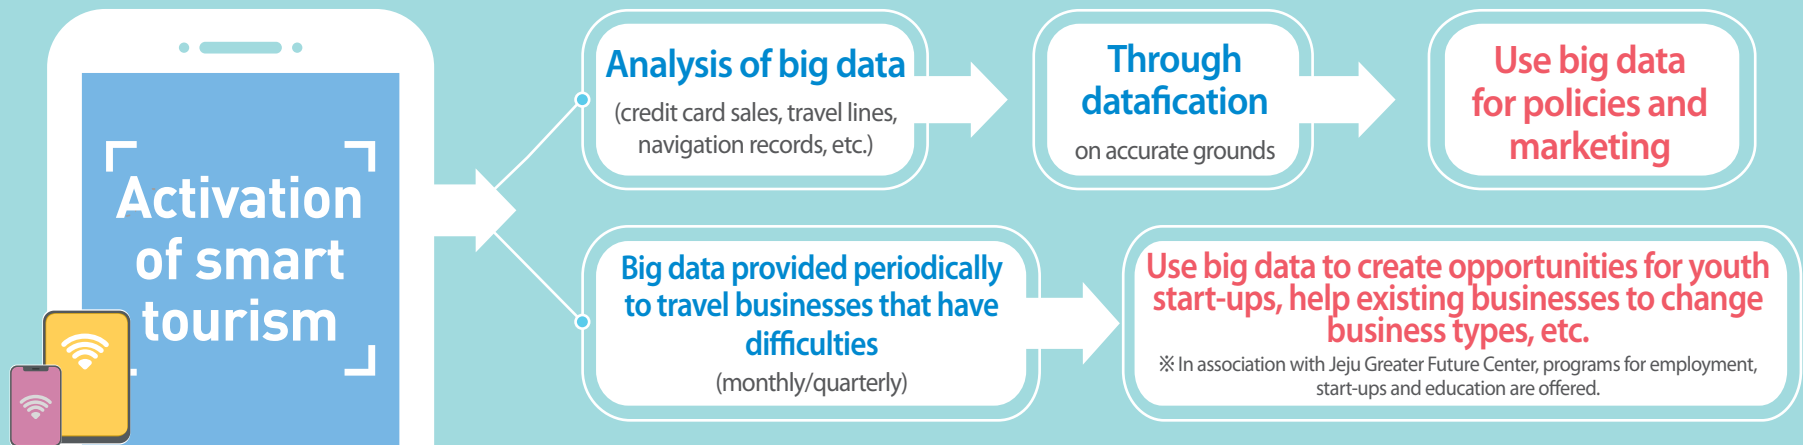 Activation
of smart
tourism
Analysis of big data
(credit card sales, travel lines,
navigation records, etc.)
Through
datafication
on accurate grounds
Use big data
for policies and
marketing
Big data provided periodically
to travel businesses that have
difficulties
(monthly/quarterly)
Use big data to create opportunities for youth
start-ups, help existing businesses to change
business types, etc.
※ In association with Jeju Greater Future Center, programs for employment,
start-ups and education are offered.